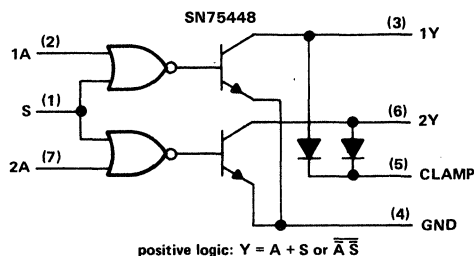 SN75448
1A (2)
(3) 1Y
S (1)
(6) 2Y
2A (7)
(5) CLAMP
(4) GND
positive logic: Y = A + S or A̅ S̅